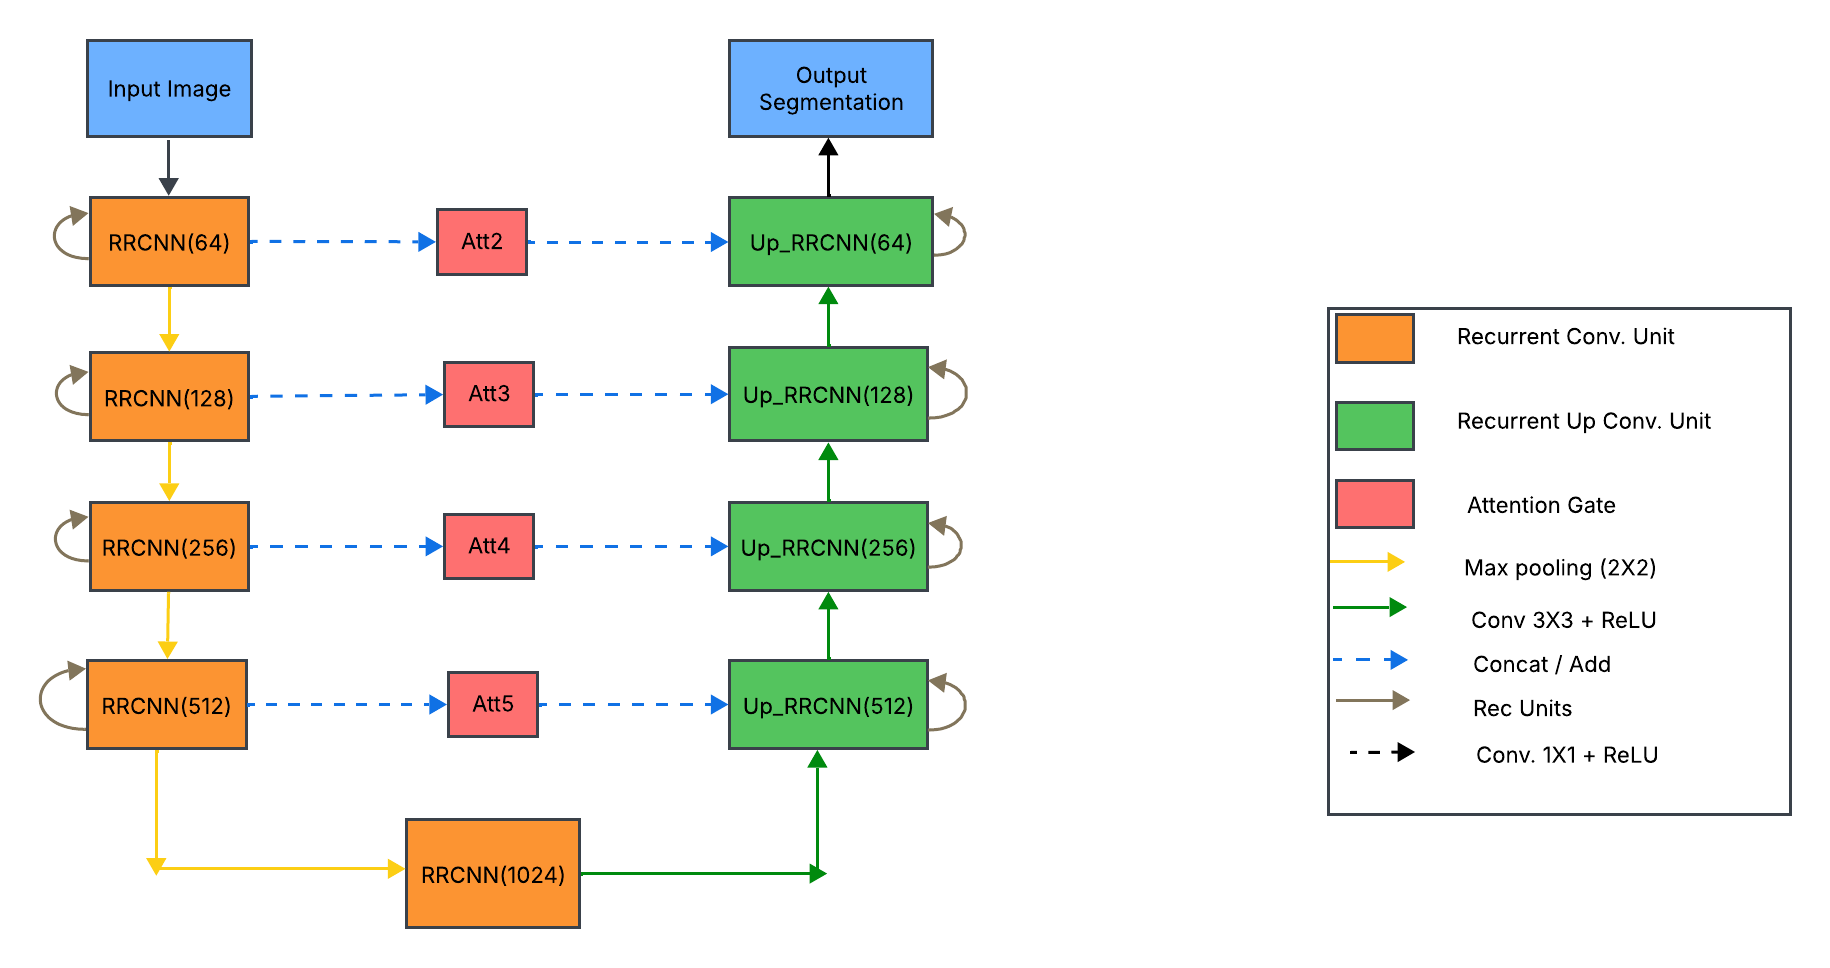 Input Image
Output
Segmentation
RRCNN(64)
Att2
Up_RRCNN(64)
RRCNN(128)
Att3
Up_RRCNN(128)
RRCNN(256)
Att4
Up_RRCNN(256)
RRCNN(512)
Att5
Up_RRCNN(512)
RRCNN(1024)
Recurrent Conv. Unit
Recurrent Up Conv. Unit
Attention Gate
Max pooling (2X2)
Conv 3X3 + ReLU
Concat / Add
Rec Units
Conv. 1X1 + ReLU